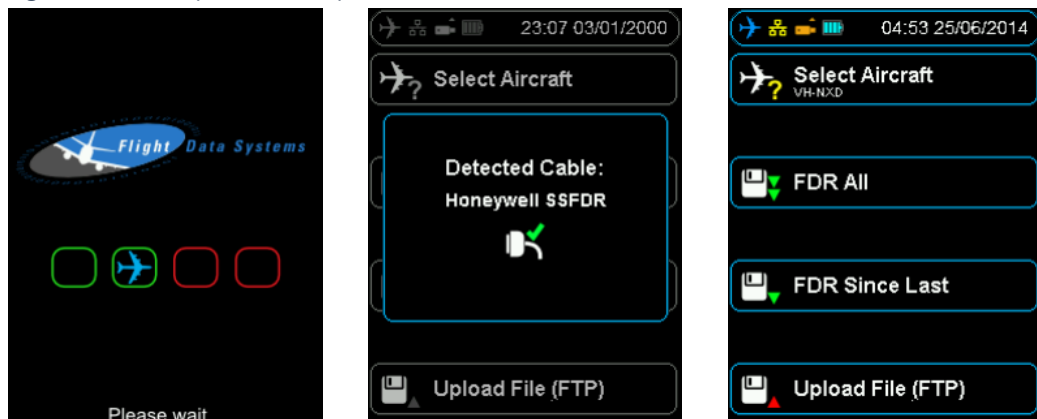 Flight Data Systems
Please wait
23:07 03/01/2000
Select Aircraft
Detected Cable:
Honeywell SSFDR
Upload File (FTP)
04:53 25/06/2014
Select Aircraft
VH-NXD
FDR All
FDR Since Last
Upload File (FTP)